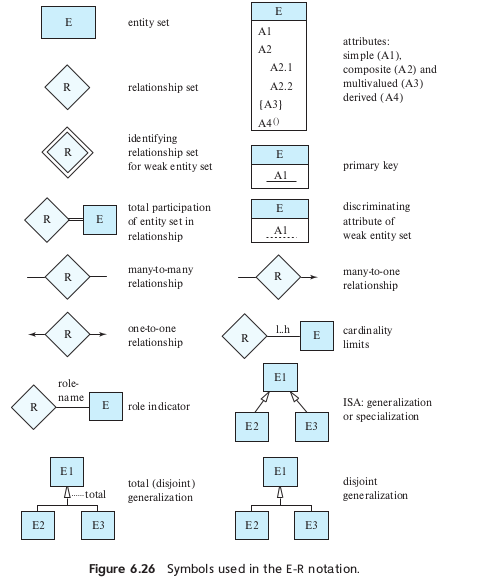 E
entity set
R
relationship set
R
identifying
relationship set
for weak entity set
R
E
total participation
of entity set in
relationship
R
many-to-many
relationship
R
one-to-one
relationship
R
role-
name
E
role indicator
E1
total
E2
E3
total (disjoint)
generalization
E
A1
A2
A2.1
A2.2
{A3}
A4()
attributes:
simple (A1),
composite (A2) and
multivalued (A3)
derived (A4)
E
A1
primary key
E
A1
discriminating
attribute of
weak entity set
R
many-to-one
relationship
R
l..h
E
cardinality
limits
E1
E2
E3
ISA: generalization
or specialization
E1
E2
E3
disjoint
generalization
Figure 6.26 Symbols used in the E-R notation.